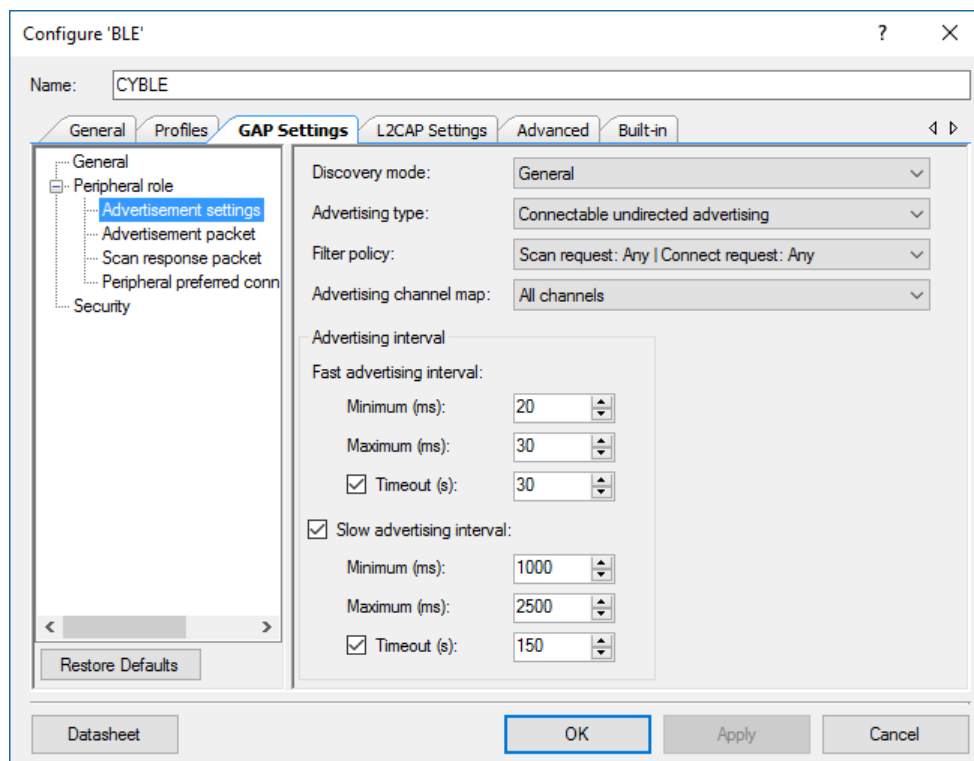 Configure 'BLE'
Name: CYBLE
General Profiles GAP Settings L2CAP Settings Advanced Built-in
General
Peripheral role
Advertisement settings
Advertisement packet
Scan response packet
Peripheral preferred conn
Security
Restore Defaults
Discovery mode: General
Advertising type: Connectable undirected advertising
Filter policy: Scan request: Any | Connect request: Any
Advertising channel map: All channels
Advertising interval
Fast advertising interval:
Minimum (ms): 20
Maximum (ms): 30
Timeout (s): 30
Slow advertising interval:
Minimum (ms): 1000
Maximum (ms): 2500
Timeout (s): 150
Datasheet OK Apply Cancel